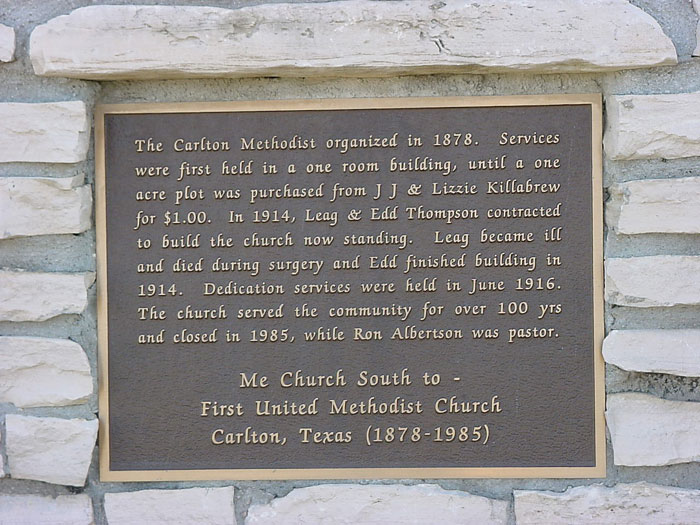 The Carlton Methodist organized in 1878. Services
were first held in a one room building, until a one
acre plot was purchased from J J & Lizzie Killabrew
for $1.00. In 1914, Leag & Edd Thompson contracted
to build the church now standing. Leag became ill
and died during surgery and Edd finished building in
1914. Dedication services were held in June 1916.
The church served the community for over 100 yrs
and closed in 1985, while Ron Albertson was pastor.
Me Church South to -
First United Methodist Church
Carlton, Texas (1878-1985)